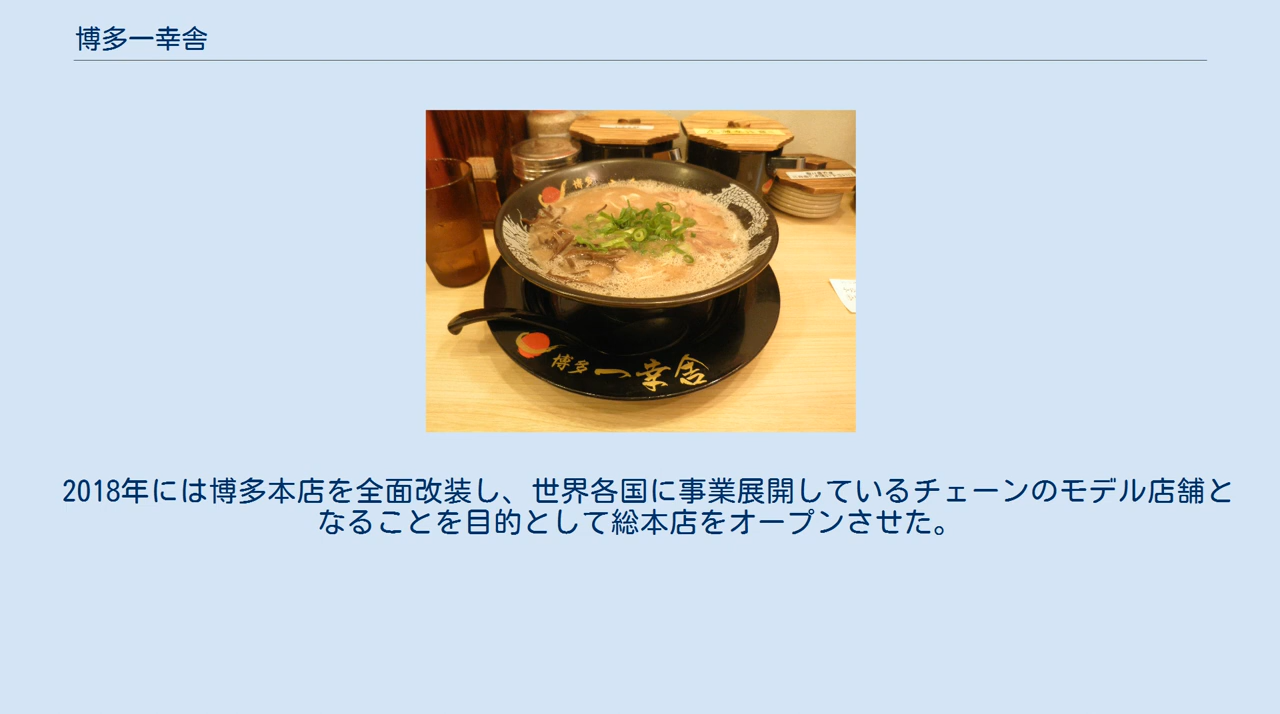 博多一幸舎
博多
博多一幸舎
2018年には博多本店を全面改装し、世界各国に事業展開しているチェーンのモデル店舗と
なることを目的として総本店をオープンさせた。